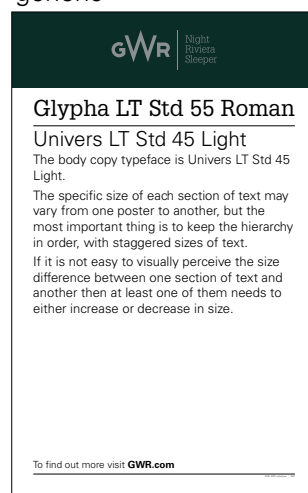 generic
GWR
Night
Riviera
Sleeper
Glypha LT Std 55 Roman
Univers LT Std 45 Light
The body copy typeface is Univers LT Std 45
Light.
The specific size of each section of text may
vary from one poster to another, but the
most important thing is to keep the hierarchy
in order, with staggered sizes of text.
If it is not easy to visually perceive the size
difference between one section of text and
another then at least one of them needs to
either increase or decrease in size.
To find out more visit GWR.com